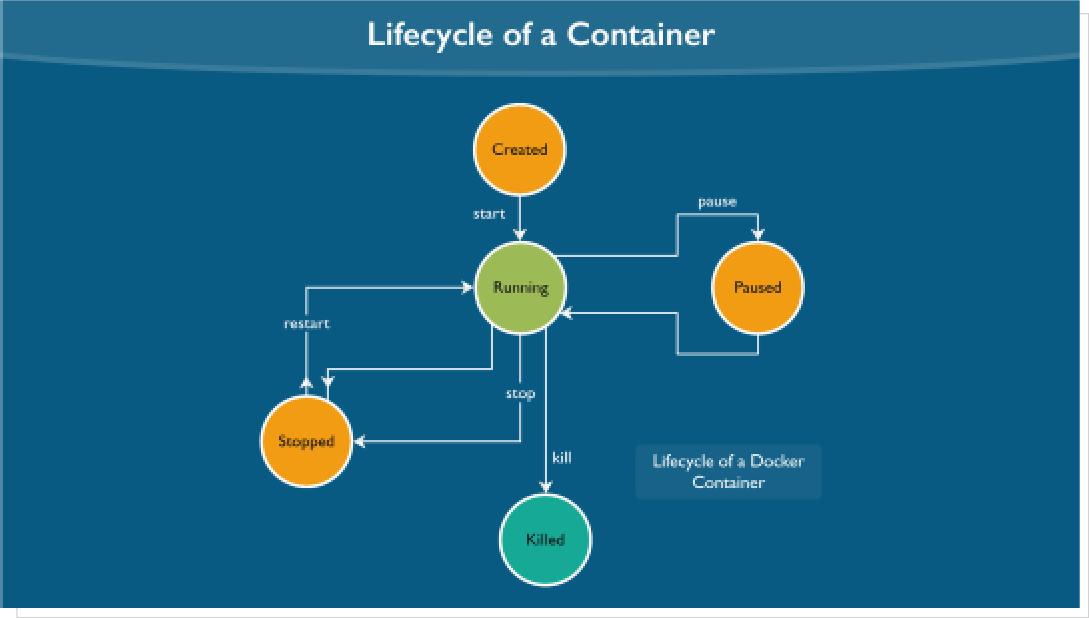 Lifecycle of a Container
Created
start
pause
Running
Paused
restart
stop
Stopped
kill
Lifecycle of a Docker
Container
Killed